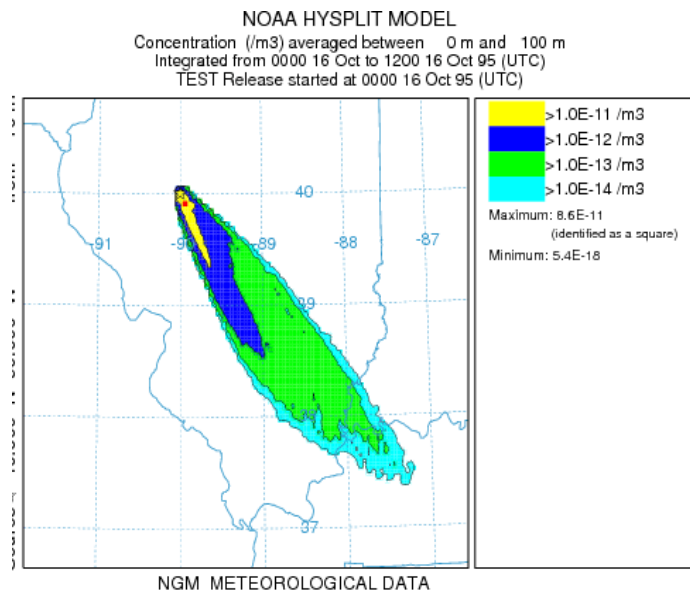 NOAA HYSPLIT MODEL
Concentration (/m3) averaged between 0 m and 100 m
Integrated from 0000 16 Oct to 1200 16 Oct 95 (UTC)
TEST Release started at 0000 16 Oct 95 (UTC)
>1.0E-11 /m3
>1.0E-12 /m3
>1.0E-13 /m3
>1.0E-14 /m3
Maximum: 8.6E-11
(identified as a square)
Minimum: 5.4E-18
40
-91
-89
-88
-87
37
NGM METEOROLOGICAL DATA